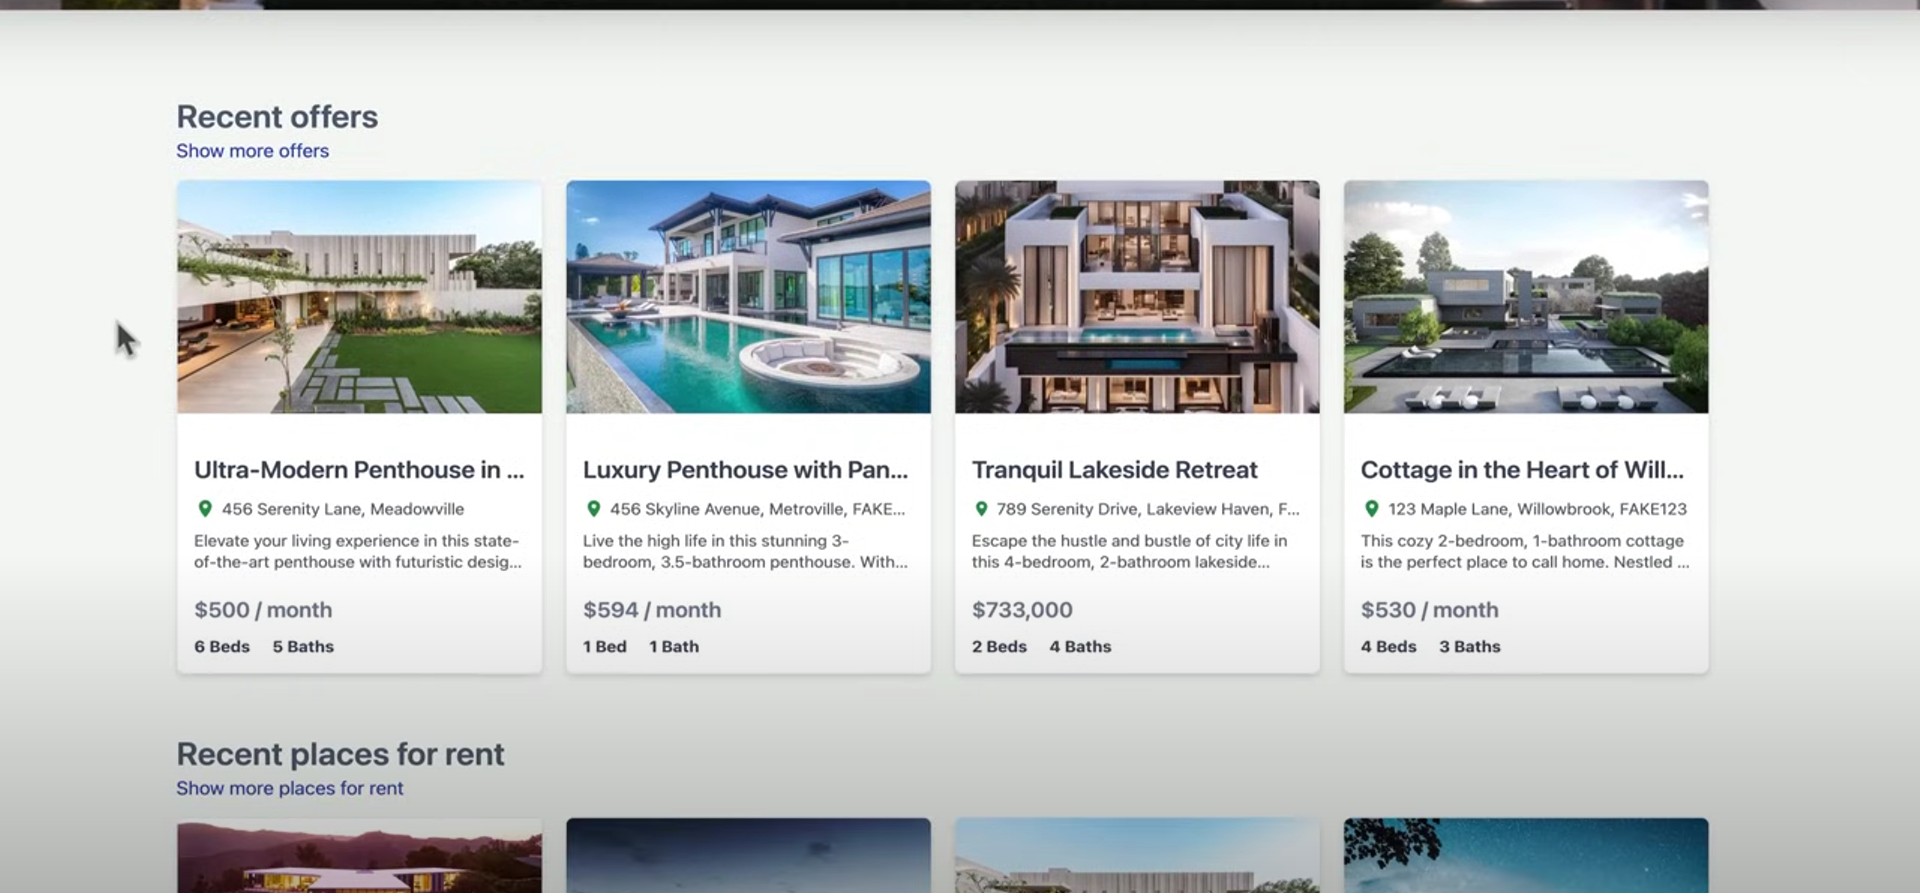 Recent offers
Show more offers
Ultra-Modern Penthouse in ...
456 Serenity Lane, Meadowville
Elevate your living experience in this state-
of-the-art penthouse with futuristic desig...
$500 / month
6 Beds 5 Baths
Luxury Penthouse with Pan...
456 Skyline Avenue, Metroville, FAKE...
Live the high life in this stunning 3-
bedroom, 3.5-bathroom penthouse. With...
$594 / month
1 Bed 1 Bath
Tranquil Lakeside Retreat
789 Serenity Drive, Lakeview Haven, F...
Escape the hustle and bustle of city life in
this 4-bedroom, 2-bathroom lakeside...
$733,000
2 Beds 4 Baths
Cottage in the Heart of Will...
123 Maple Lane, Willowbrook, FAKE123
This cozy 2-bedroom, 1-bathroom cottage
is the perfect place to call home. Nestled ...
$530 / month
4 Beds 3 Baths
Recent places for rent
Show more places for rent